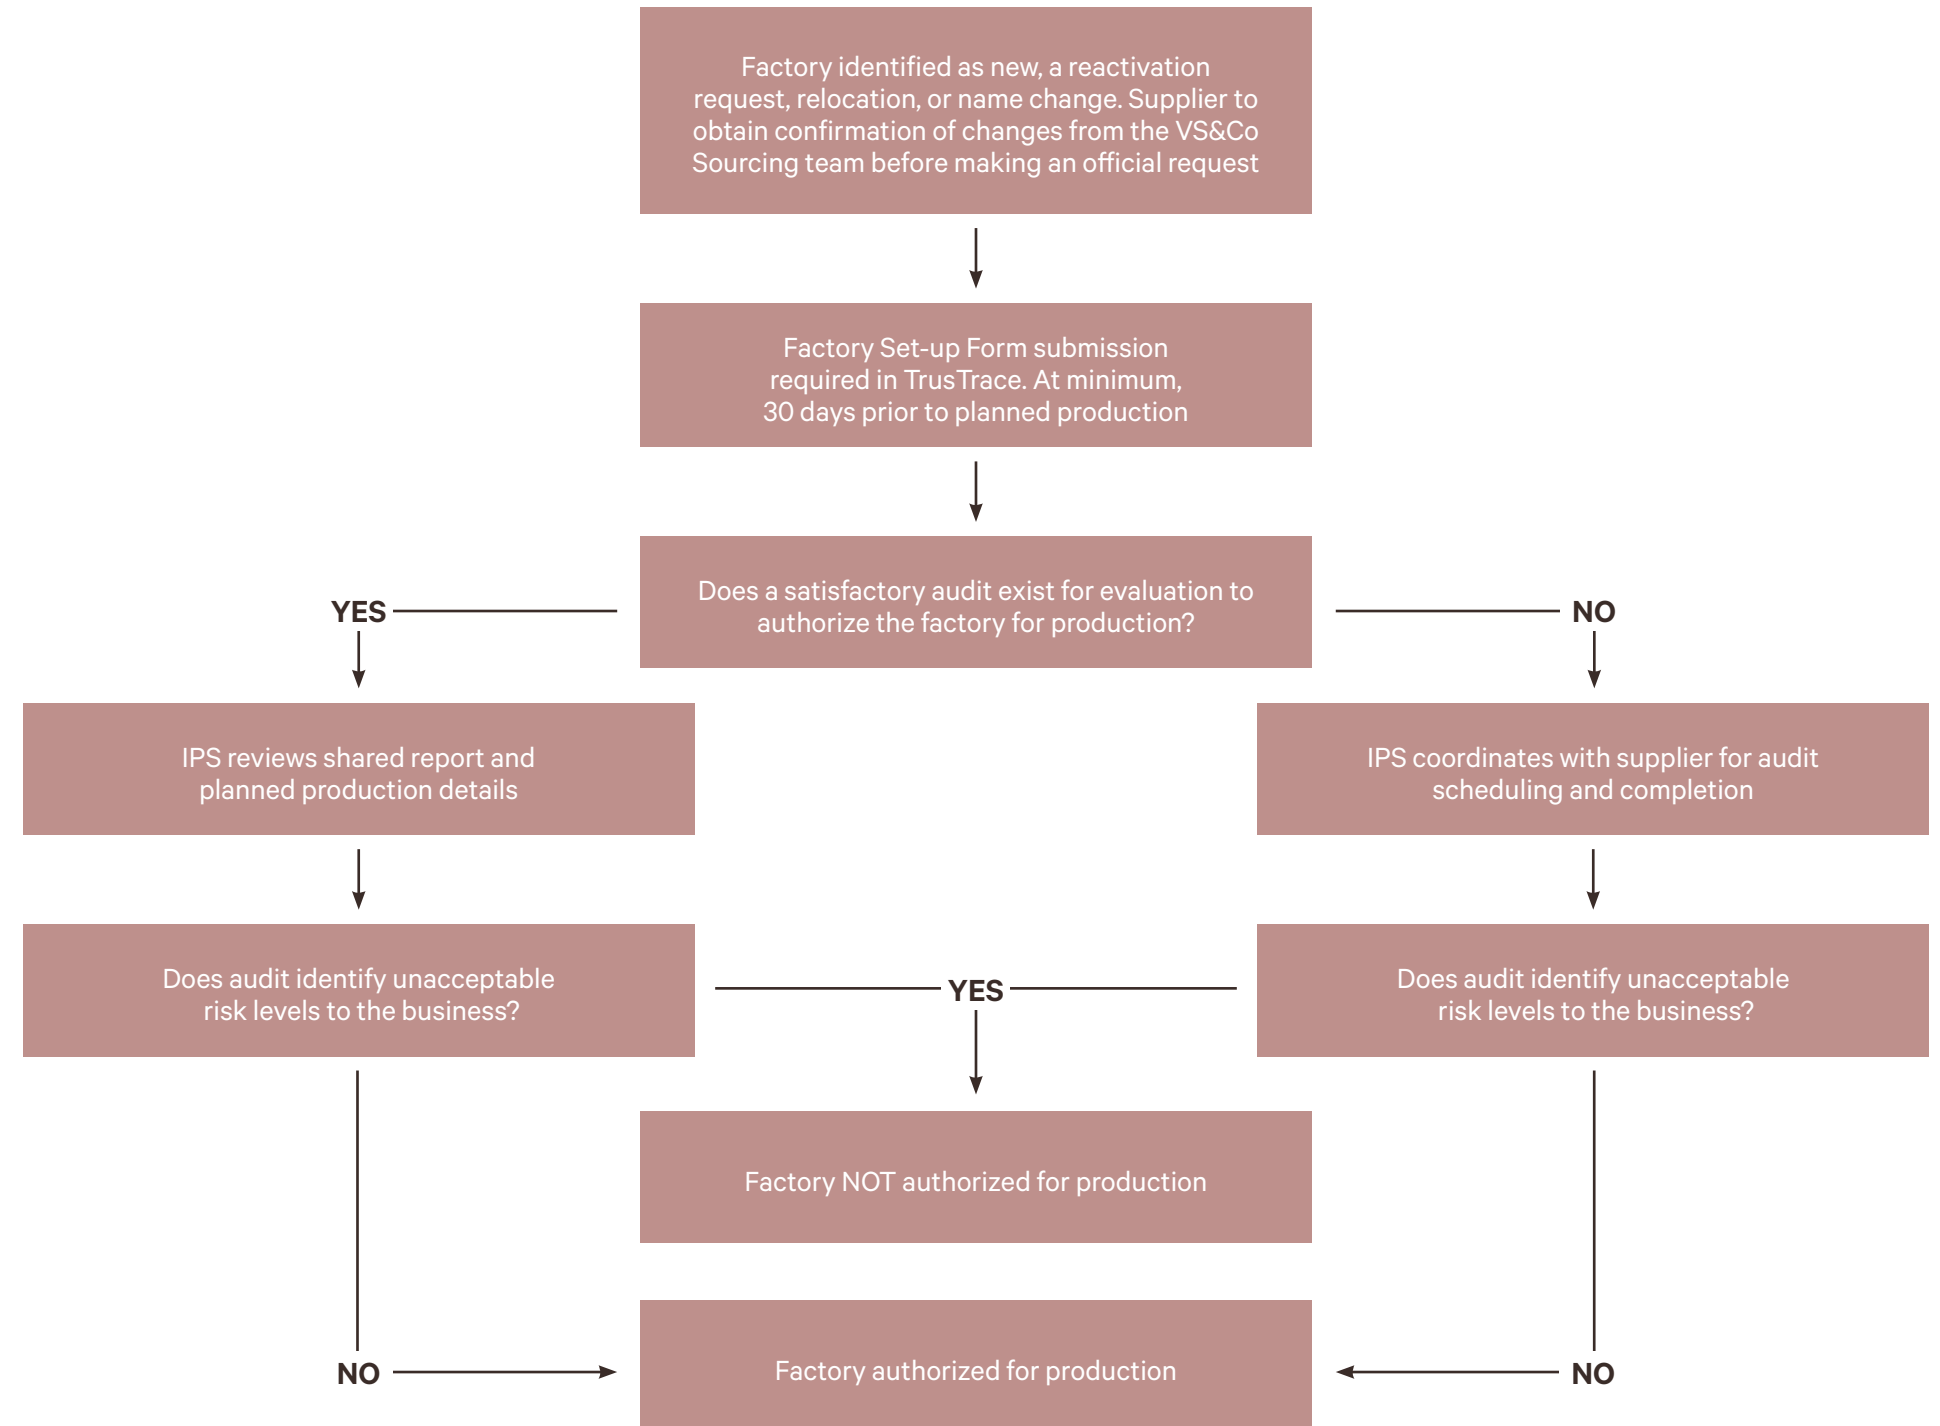 Factory identified as new, a reactivation
request, relocation, or name change. Supplier to
obtain confirmation of changes from the VS&Co
Sourcing team before making an official request
Factory Set-up Form submission
required in TrusTrace. At minimum,
30 days prior to planned production
Does a satisfactory audit exist for evaluation to
authorize the factory for production?
YES
NO
IPS reviews shared report and
planned production details
IPS coordinates with supplier for audit
scheduling and completion
Does audit identify unacceptable
risk levels to the business?
YES
Does audit identify unacceptable
risk levels to the business?
Factory NOT authorized for production
NO
Factory authorized for production
NO